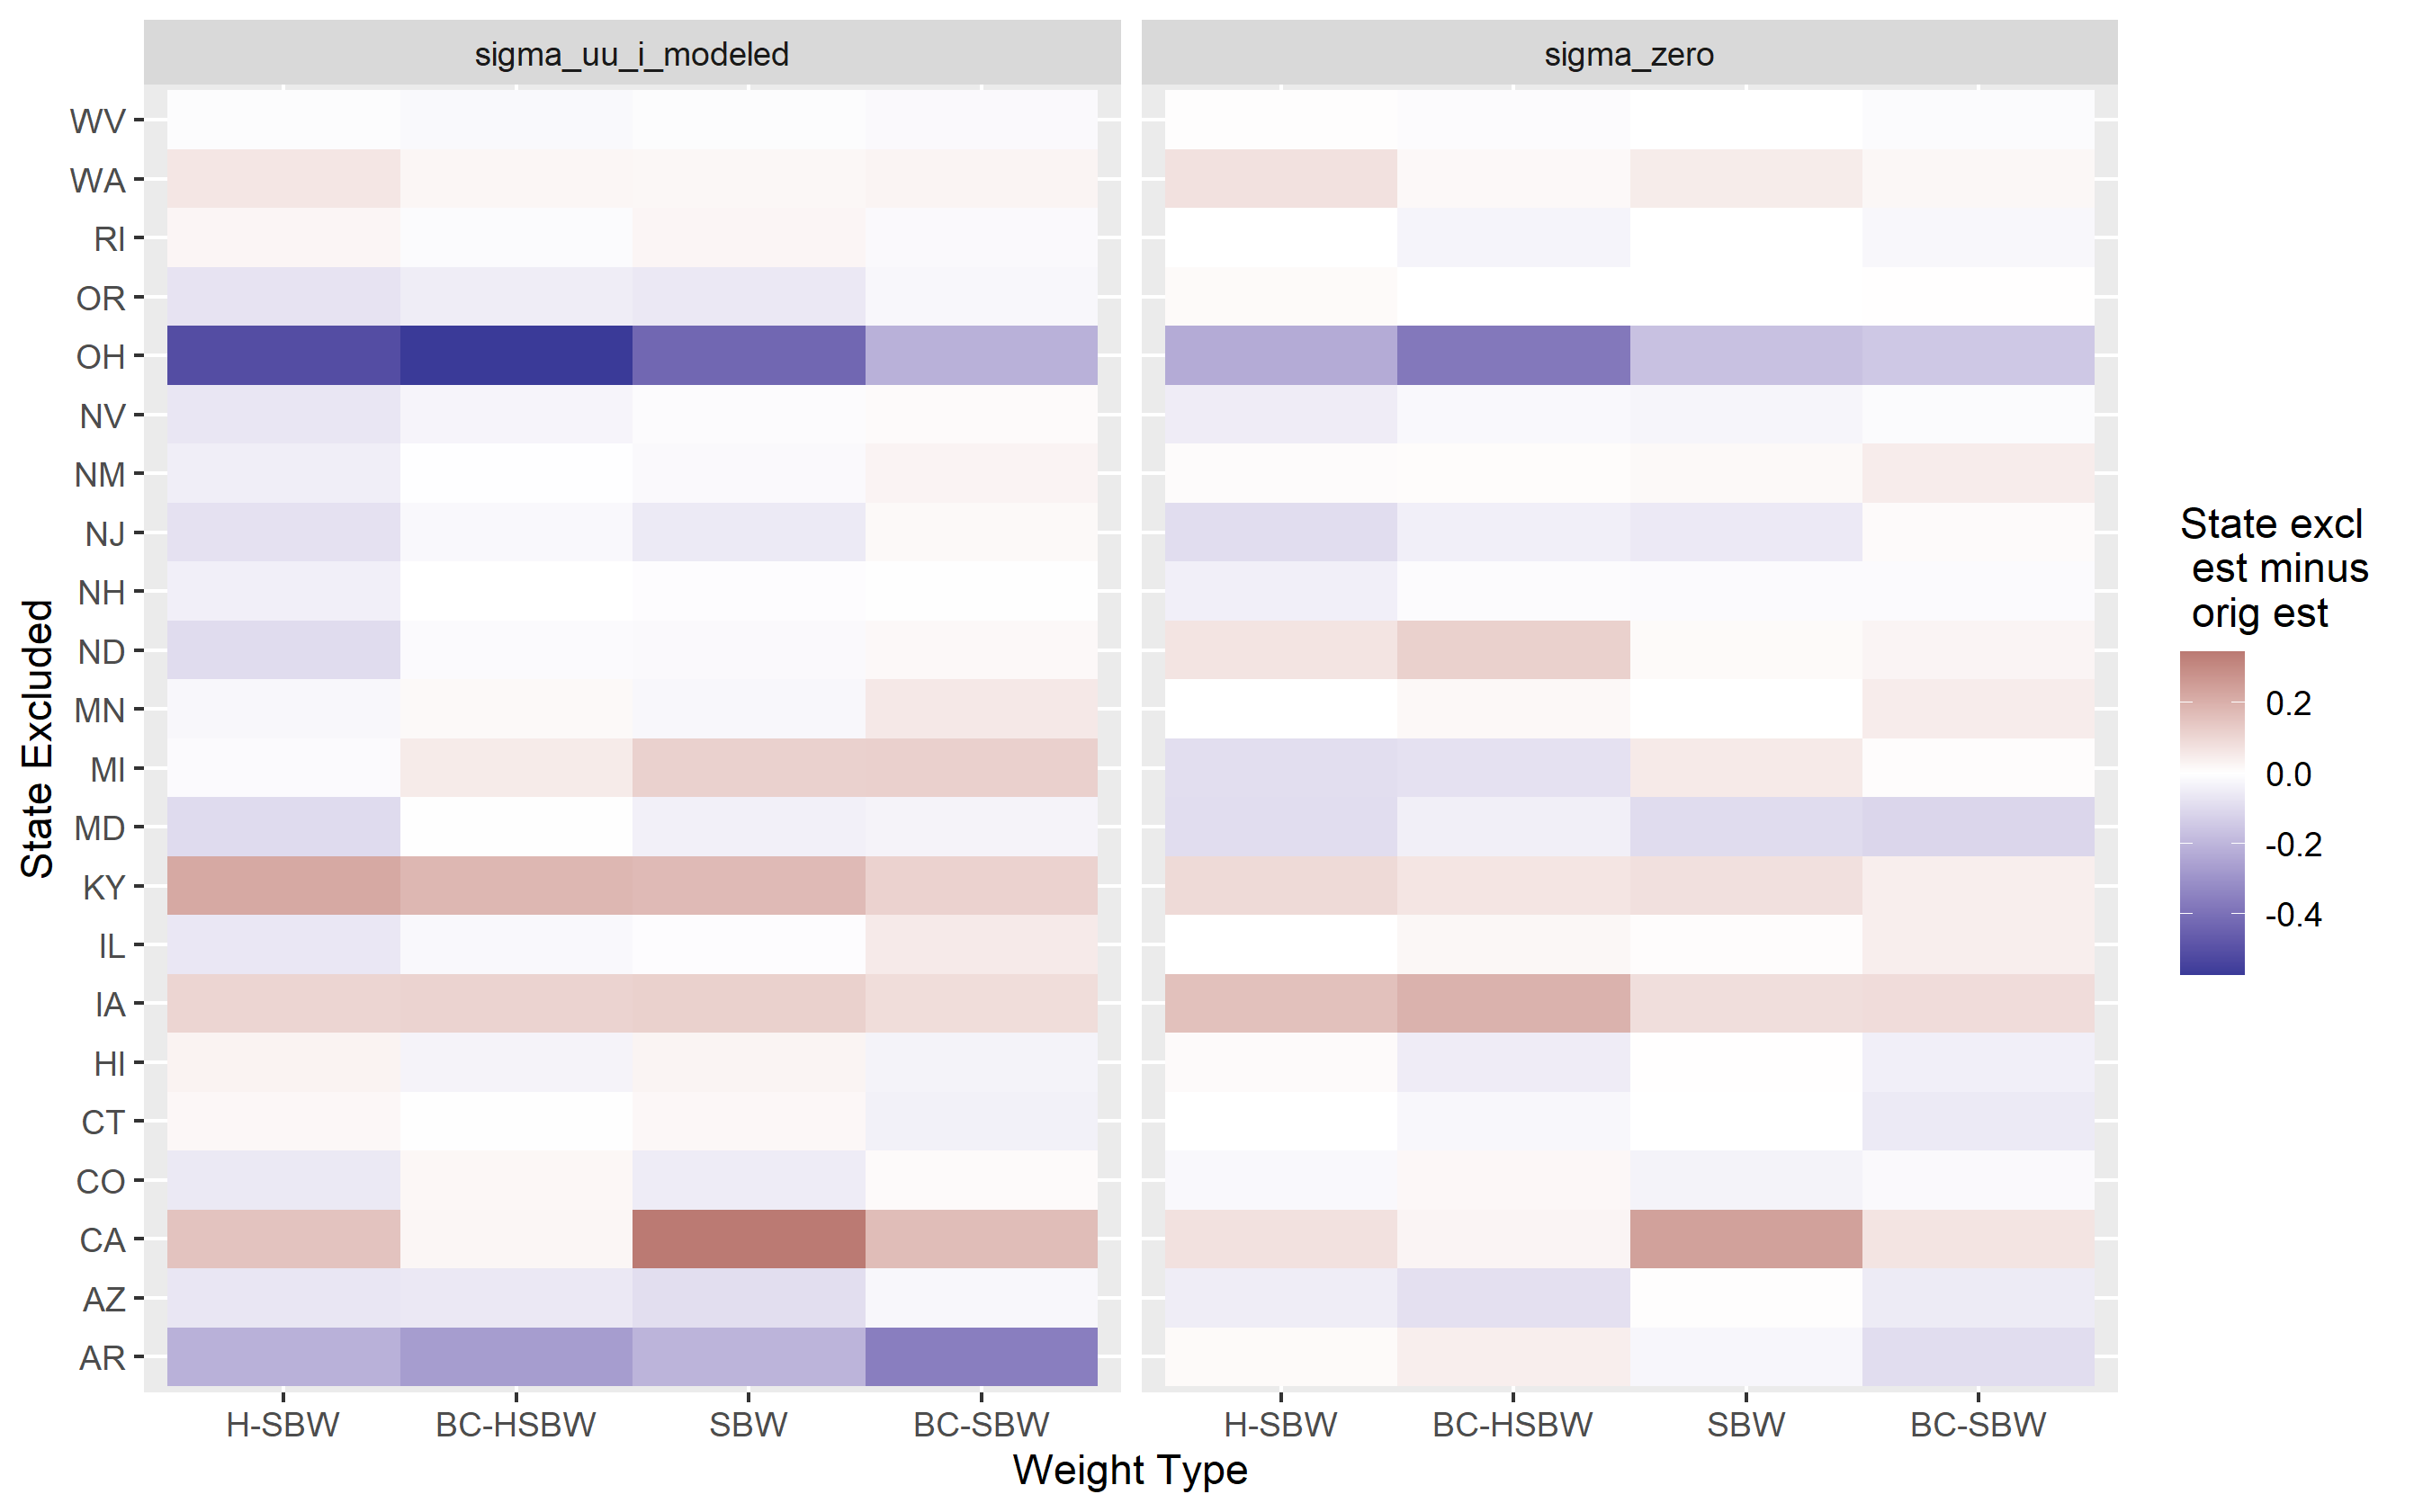 sigma_uu_i_modeled
sigma_zero
State Excluded
WV
WA
RI
OR
OH
NV
NM
NJ
NH
ND
MN
MI
MD
KY
IL
IA
HI
CT
CO
CA
AZ
AR
H-SBW
BC-HSBW
SBW
BC-SBW
H-SBW
BC-HSBW
SBW
BC-SBW
Weight Type
State excl
est minus
orig est
0.2
0.0
-0.2
-0.4